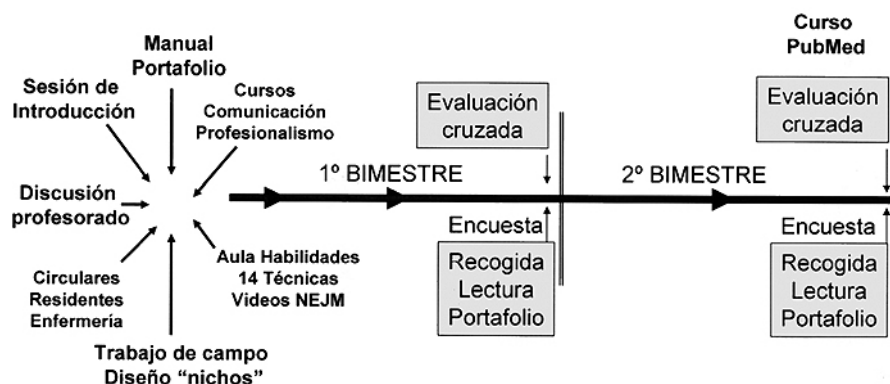 Manual
Portafolio
Sesión de
Introducción
Cursos
Comunicación
Profesionalismo
Discusión
profesorado
Circulares
Residentes
Enfermería
Aula Habilidades
14 Técnicas
Videos NEJM
Trabajo de campo
Diseño “nichos”
1º BIMESTRE
Evaluación
cruzada
Encuesta
Recogida
Lectura
Portafolio
2º BIMESTRE
Curso
PubMed
Evaluación
cruzada
Encuesta
Recogida
Lectura
Portafolio